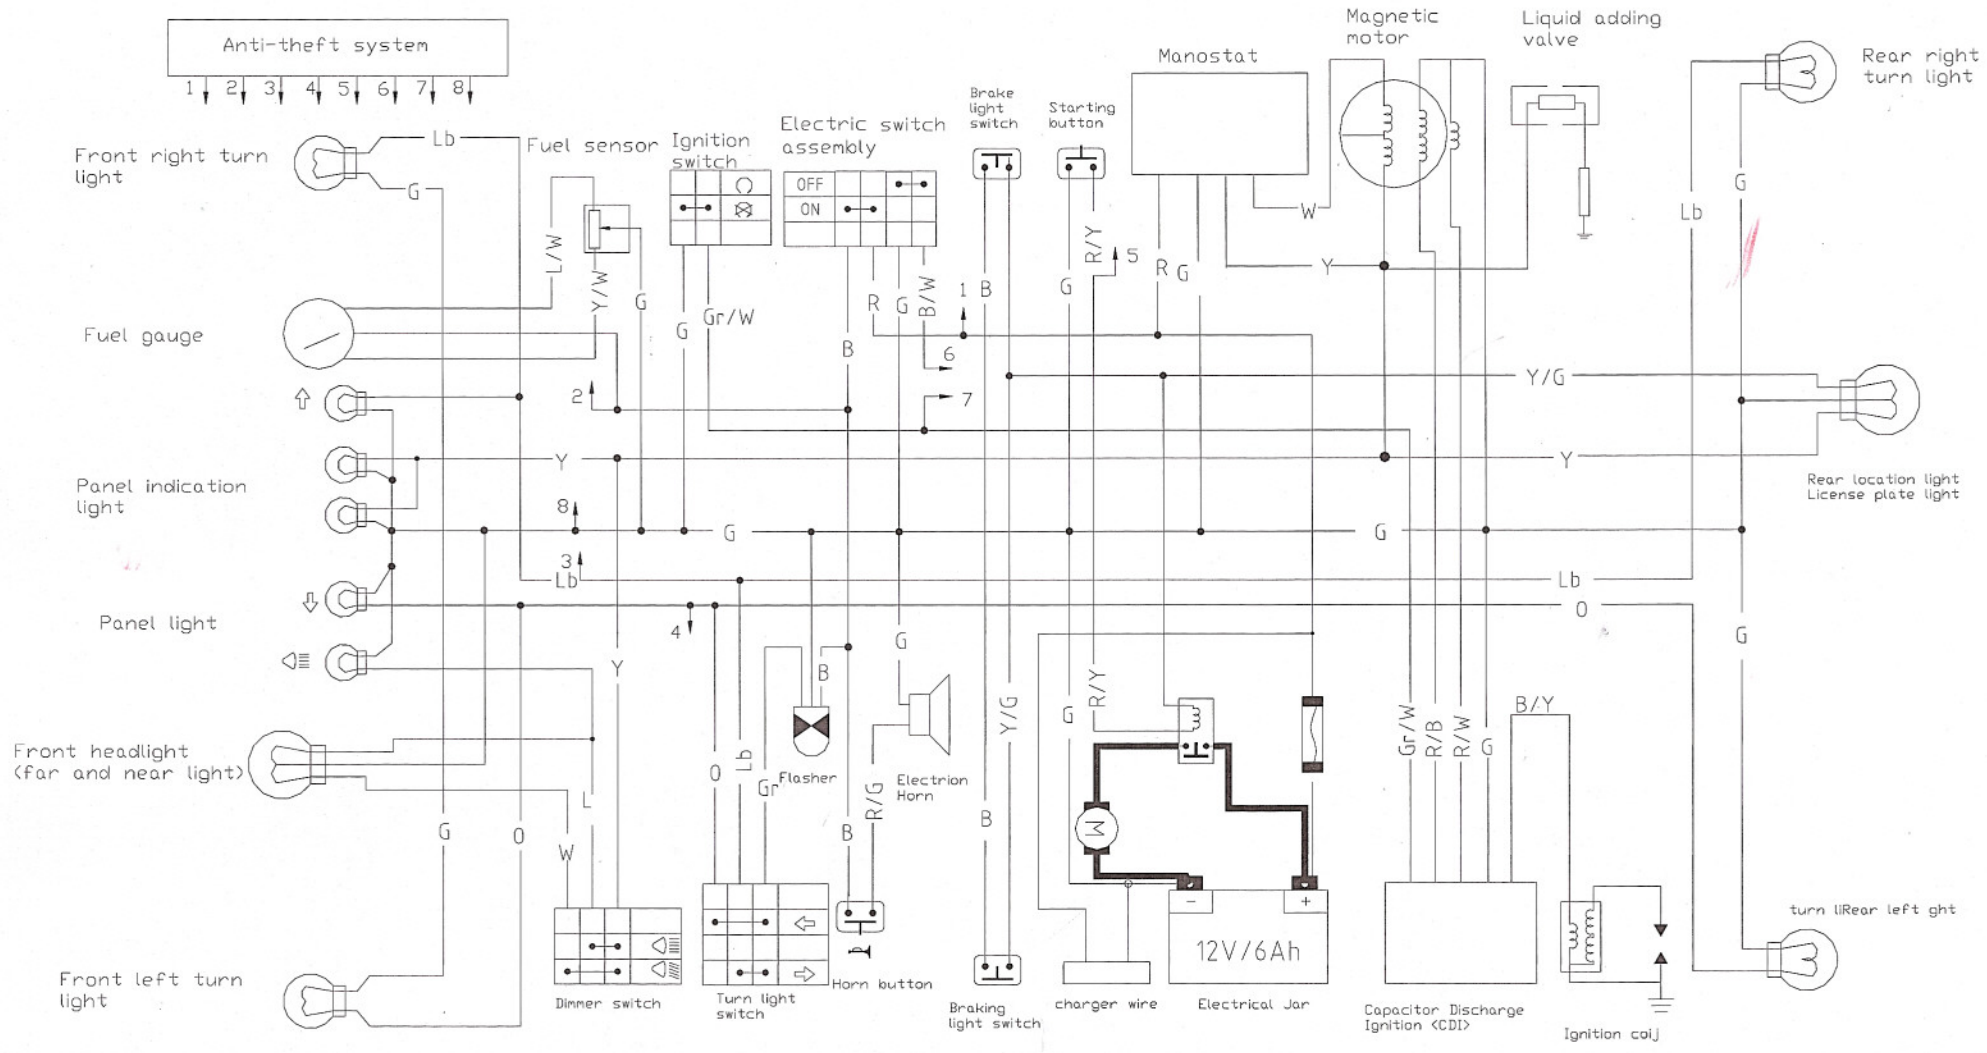 Anti-theft system
1 2 3 4 5 6 7 8
Magnetic
motor
Liquid adding
valve
Manostat
Rear right
turn light
Brake
light
switch
Starting
button
Electric switch
assembly
Ignition
switch
Fuel sensor
Lb
Front right turn
light
G
OFF
ON
W
Lb
G
L/W
Y/W
G
R/Y
5
R
G
Y
G
Gr/W
B
R
G
B/W
1
B
G
Fuel gauge
6
2
7
Y/G
Y
Y
Rear location light
License plate light
Panel indication
light
8
G
G
3
Lb
Lb
O
4
Panel light
G
G
Y
B
R/Y
Y/G
G
Gr/W
R/B
R/W
G
B/Y
Front headlight
(far and near light)
O
Lb
Gr
Flasher
Electrion
Horn
R/G
L
G
O
W
B
B
M
- +
12V/6Ah
turn liRear left ght
Front left turn
light
Dimmer switch
Turn light
switch
Horn button
Braking
light switch
charger wire
Electrical Jar
Capacitor Discharge
Ignition <CDI>
Ignition coij